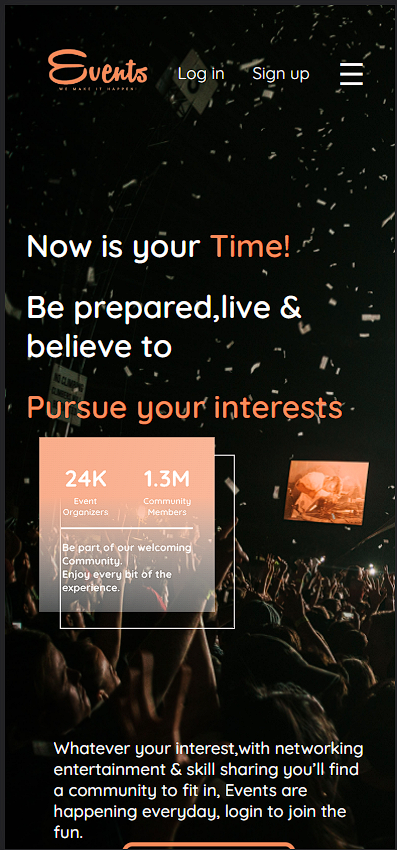 Events
WE MAKE IT HAPPEN!
Log in
Sign up
Now is your Time!
Be prepared,live &
believe to
Pursue your interests
24K
1.3M
Event
Organizers
Community
Members
Be part of our welcoming
Community.
Enjoy every bit of the
experience.
Whatever your interest,with networking
entertainment & skill sharing you'll find
a community to fit in, Events are
happening everyday, login to join the
fun.